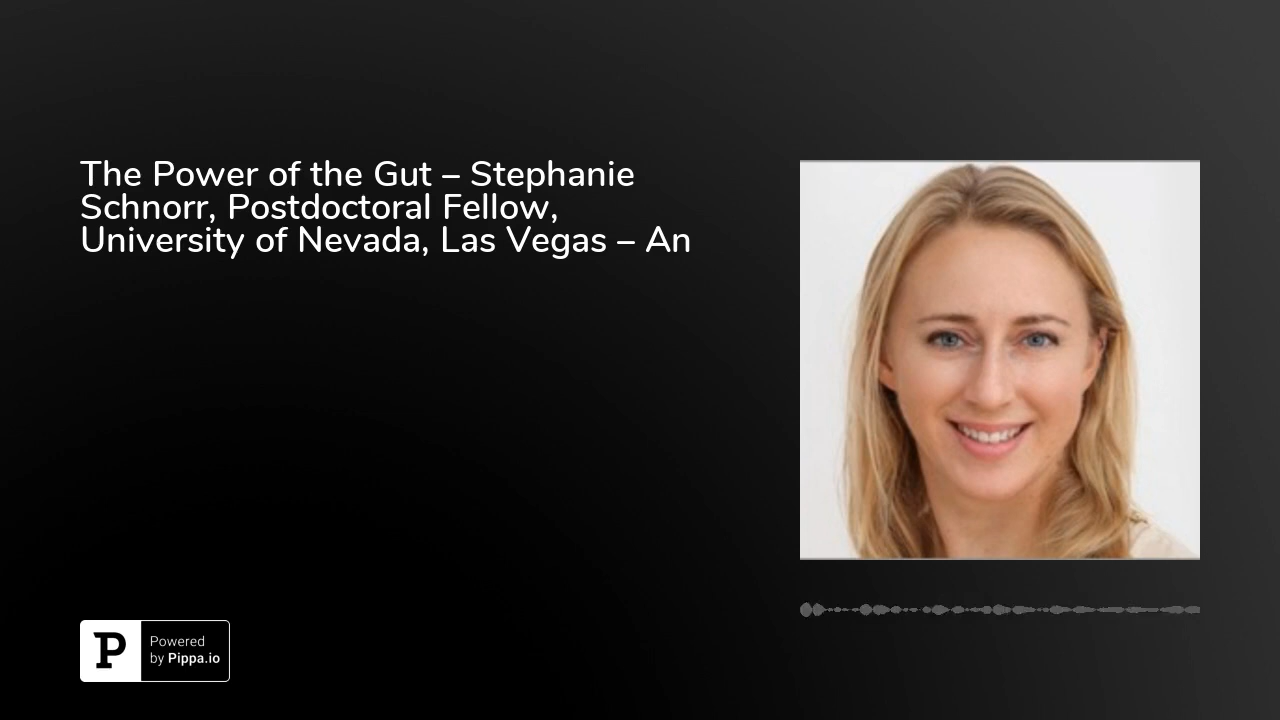 The Power of the Gut – Stephanie
Schnorr, Postdoctoral Fellow,
University of Nevada, Las Vegas – An
P
Powered
by Pippa.io